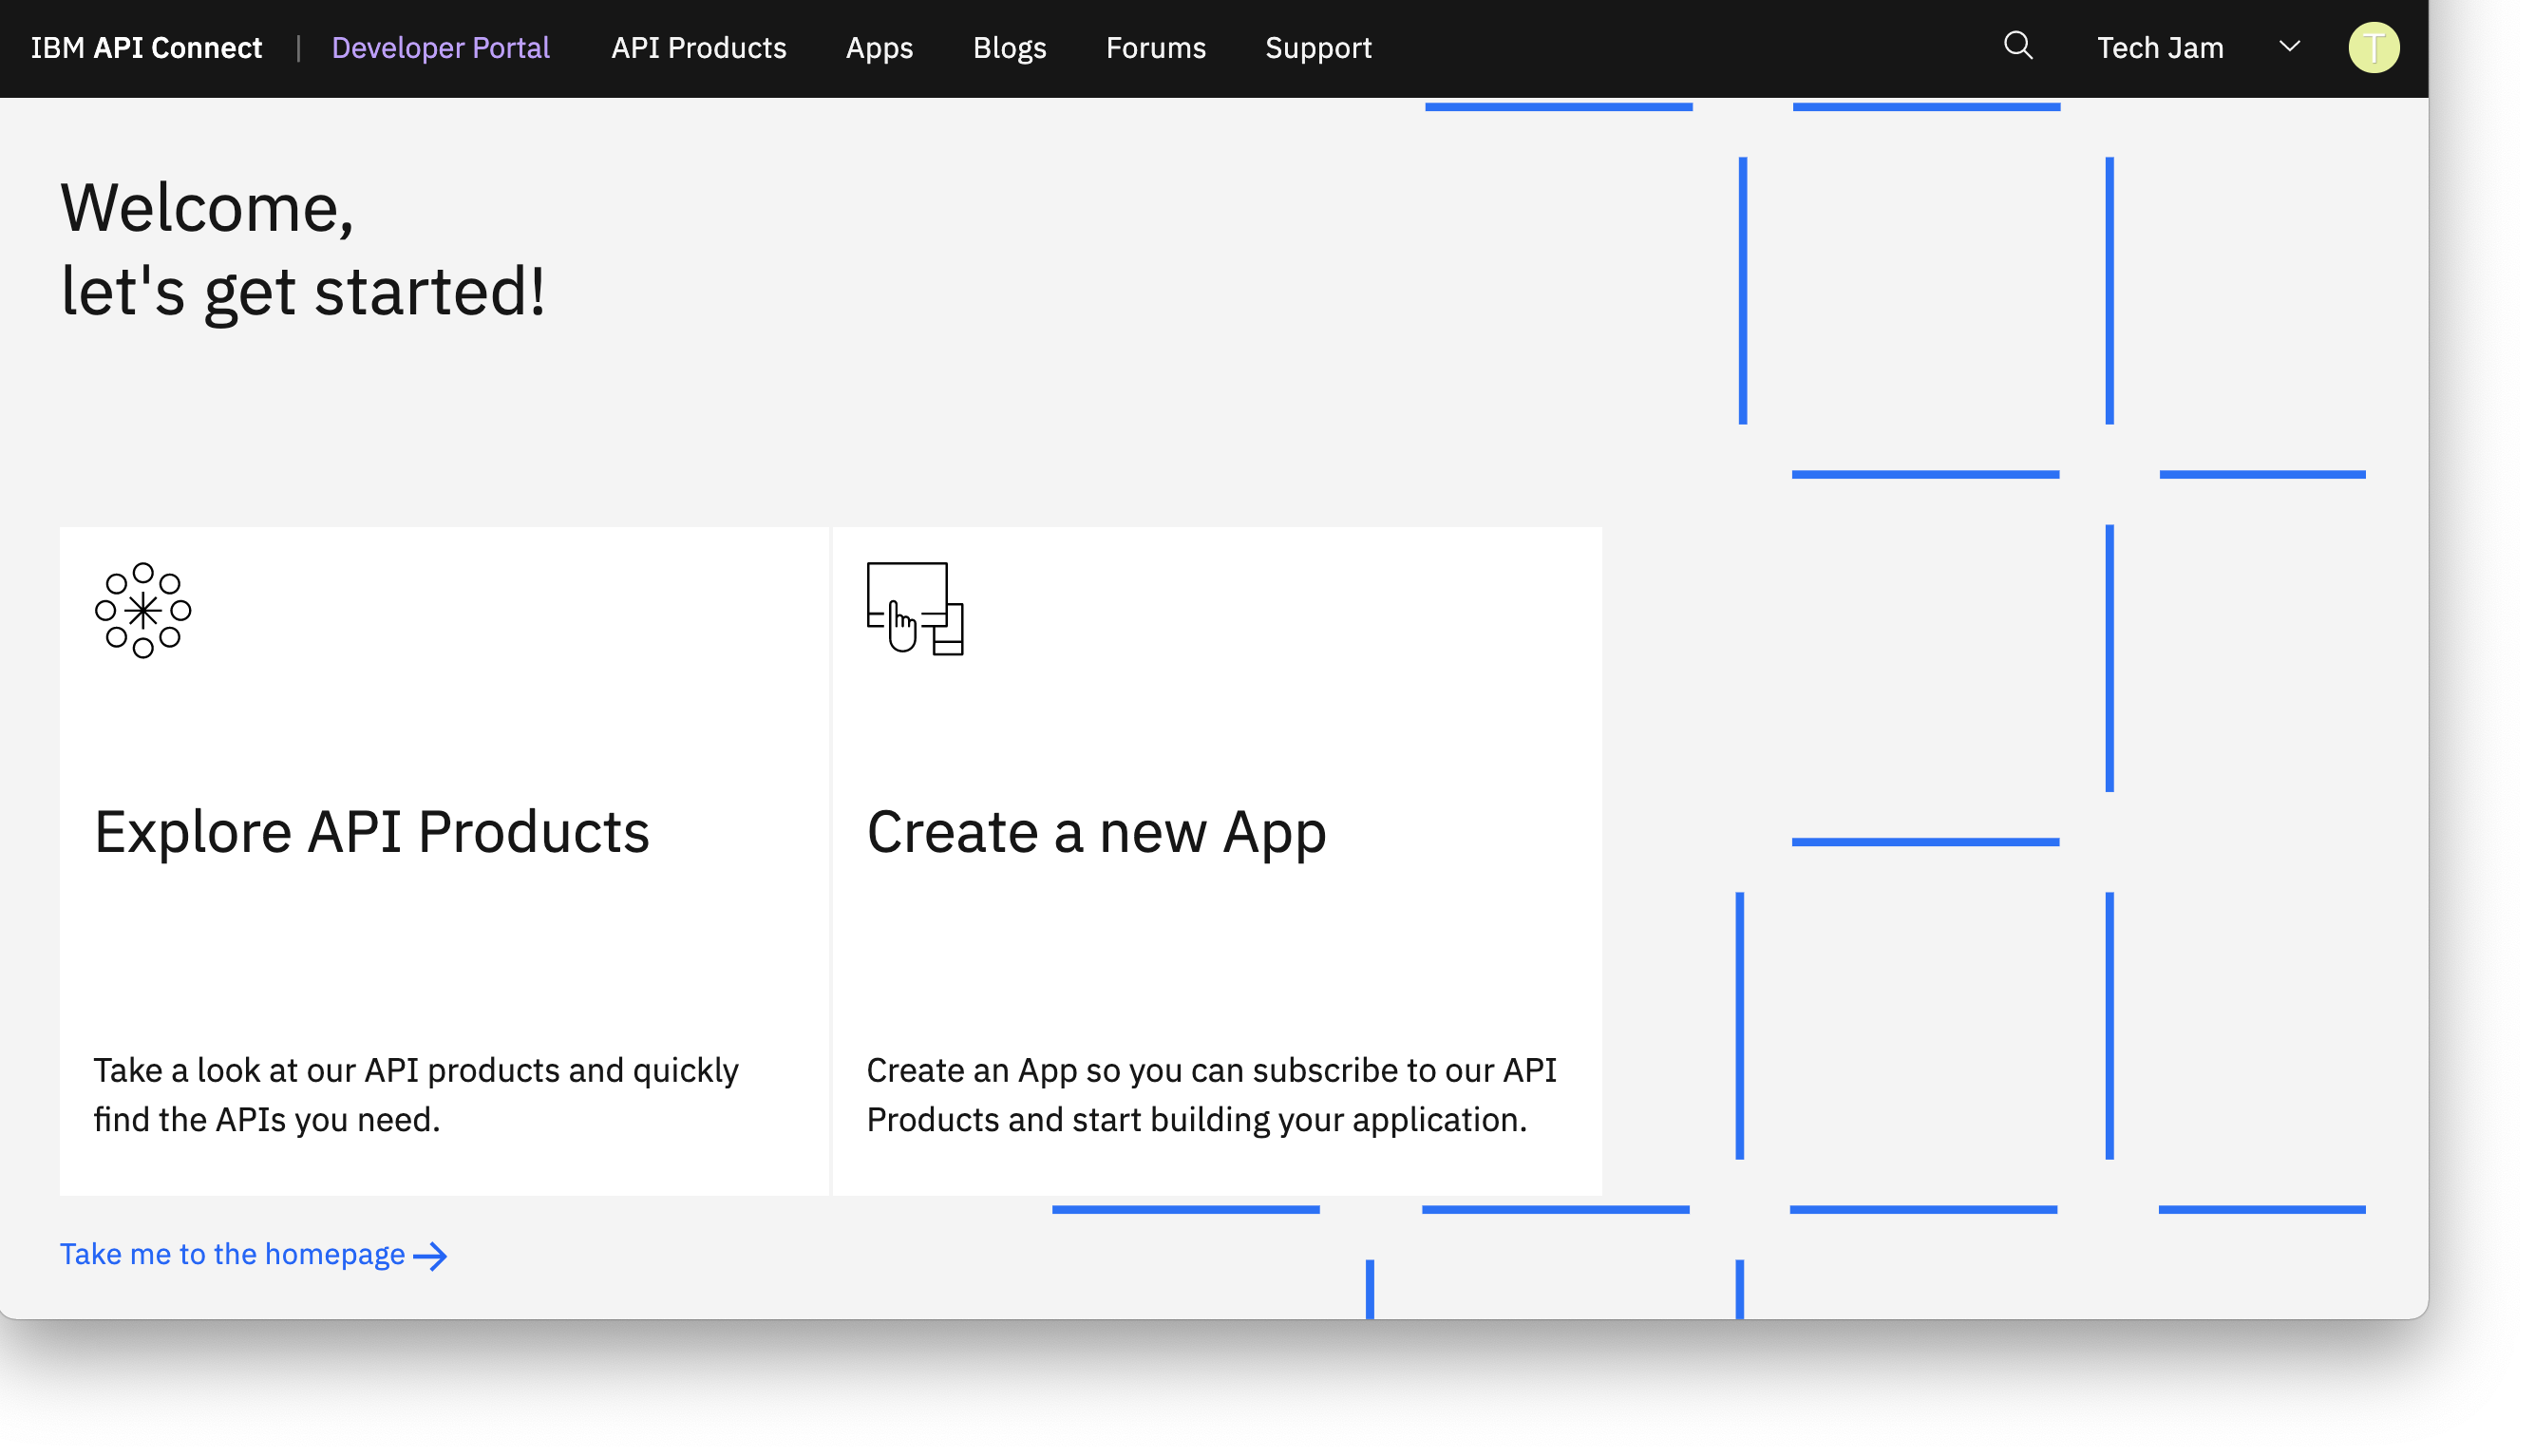 IBM API Connect | Developer Portal API Products Apps Blogs Forums Support Tech Jam T
Welcome,
let's get started!
Explore API Products
Take a look at our API products and quickly
find the APIs you need.
Create a new App
Create an App so you can subscribe to our API
Products and start building your application.
Take me to the homepage